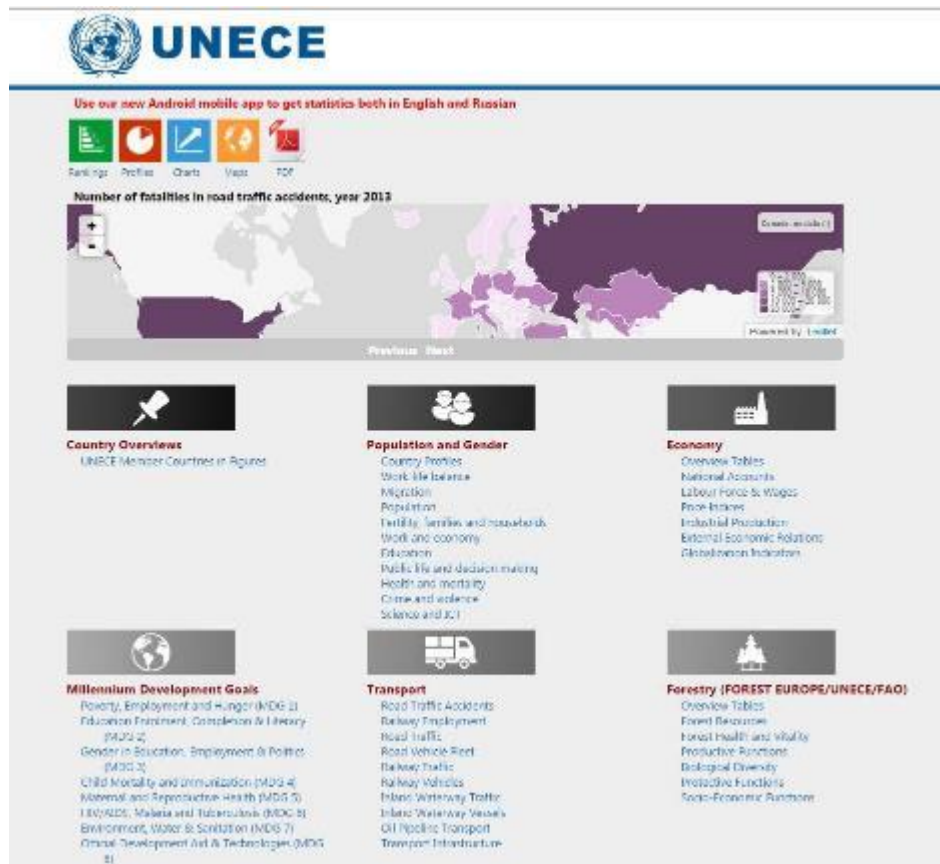 UNECE
Use our new Android mobile app to get statistics both in English and Russian
Rankings Profiles Charts Maps PDF
Number of fatalities in road traffic accidents, year 2013
+
-
Powered by Leaflet
Previous Next
Country Overviews
UNECE Member Countries in Figures
Population and Gender
Country Profiles
Work-life balance
Migration
Population
Fertility, families and households
Work and economy
Education
Public life and decision making
Health and mortality
Crime and violence
Science and ICT
Economy
Overview Tables
National Accounts
Labour Force & Wages
Price Indices
Industrial Production
External Economic Relations
Globalization Indicators
Millennium Development Goals
Poverty, Employment and Hunger (MDG 1)
Education Enrolment, Completion & Literacy
(MDG 2)
Gender in Education, Employment & Politics
(MDG 3)
Child Mortality and Immunization (MDG 4)
Maternal and Reproductive Health (MDG 5)
HIV/AIDS, Malaria and Tuberculosis (MDG 6)
Environment, Water & Sanitation (MDG 7)
Official Development Aid & Technologies (MDG
8)
Transport
Road Traffic Accidents
Railway Employment
Road Traffic
Road Vehicle Fleet
Railway Traffic
Railway Vehicles
Inland Waterway Traffic
Inland Waterway Vessels
Oil Pipeline Transport
Transport Infrastructure
Forestry (FOREST EUROPE/UNECE/FAO)
Overview Tables
Forest Resources
Forest Health and Vitality
Productive Functions
Biological Diversity
Protective Functions
Socio-Economic Functions